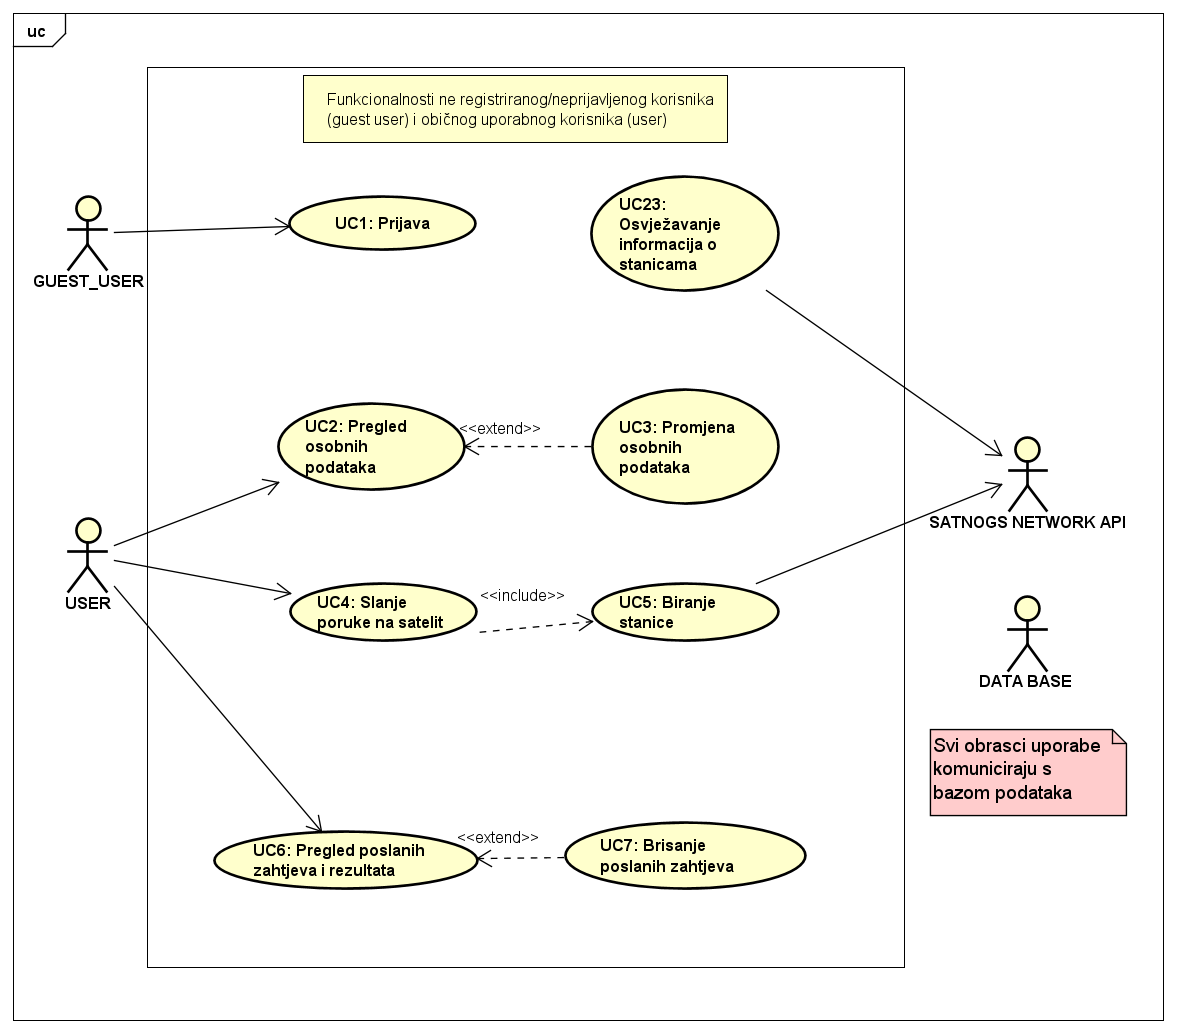 uc
Funkcionalnosti ne registriranog/neprijavljenog korisnika
(guest user) i običnog uporabnog korisnika (user)
GUEST_USER
UC1: Prijava
UC23:
Osvježavanje
informacija o
stanicama
UC2: Pregled
osobnih
podataka
<<extend>>
UC3: Promjena
osobnih
podataka
SATNOGS NETWORK API
USER
UC4: Slanje
poruke na satelit
<<include>>
UC5: Biranje
stanice
DATA BASE
Svi obrasci uporabe
komuniciraju s
bazom podataka
UC6: Pregled poslanih
zahtjeva i rezultata
<<extend>>
UC7: Brisanje
poslanih zahtjeva